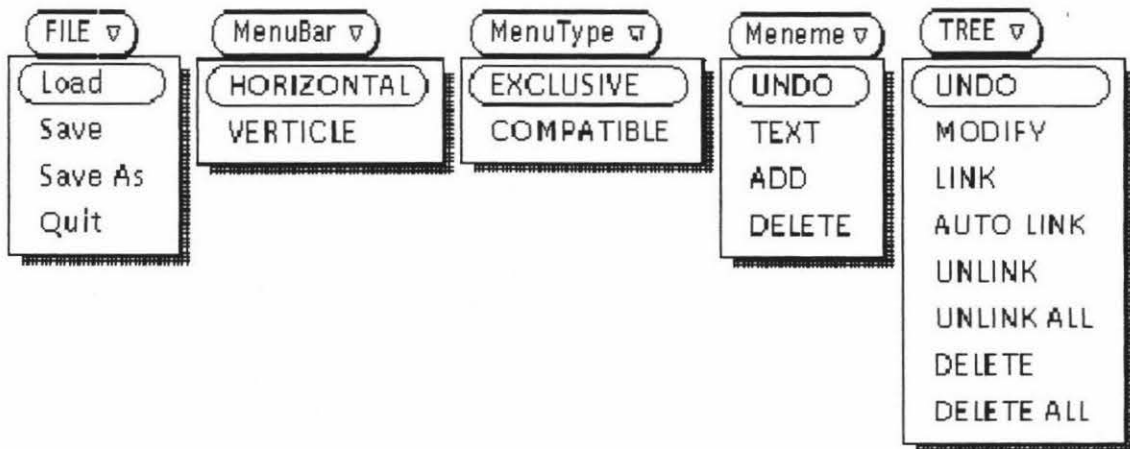 FILE
Load
Save
Save As
Quit
MenuBar
HORIZONTAL
VERTICLE
MenuType
EXCLUSIVE
COMPATIBLE
Meneme
UNDO
TEXT
ADD
DELETE
TREE
UNDO
MODIFY
LINK
AUTO LINK
UNLINK
UNLINK ALL
DELETE
DELETE ALL